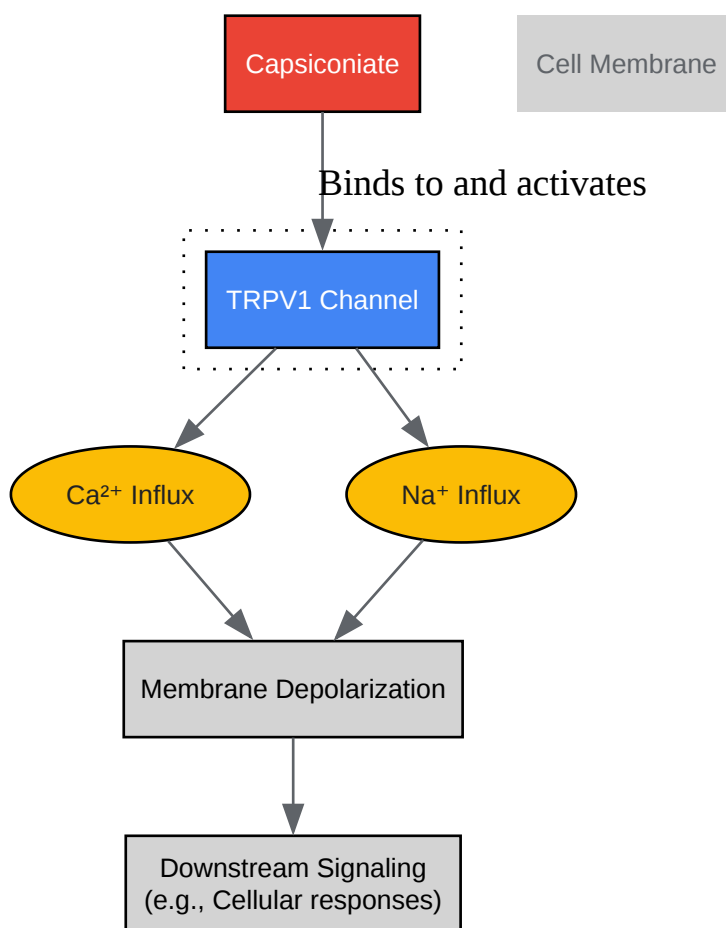 Capsiconiate
Cell Membrane
Binds to and activates
TRPV1 Channel
Ca²⁺ Influx
Na⁺ Influx
Membrane Depolarization
Downstream Signaling
(e.g., Cellular responses)